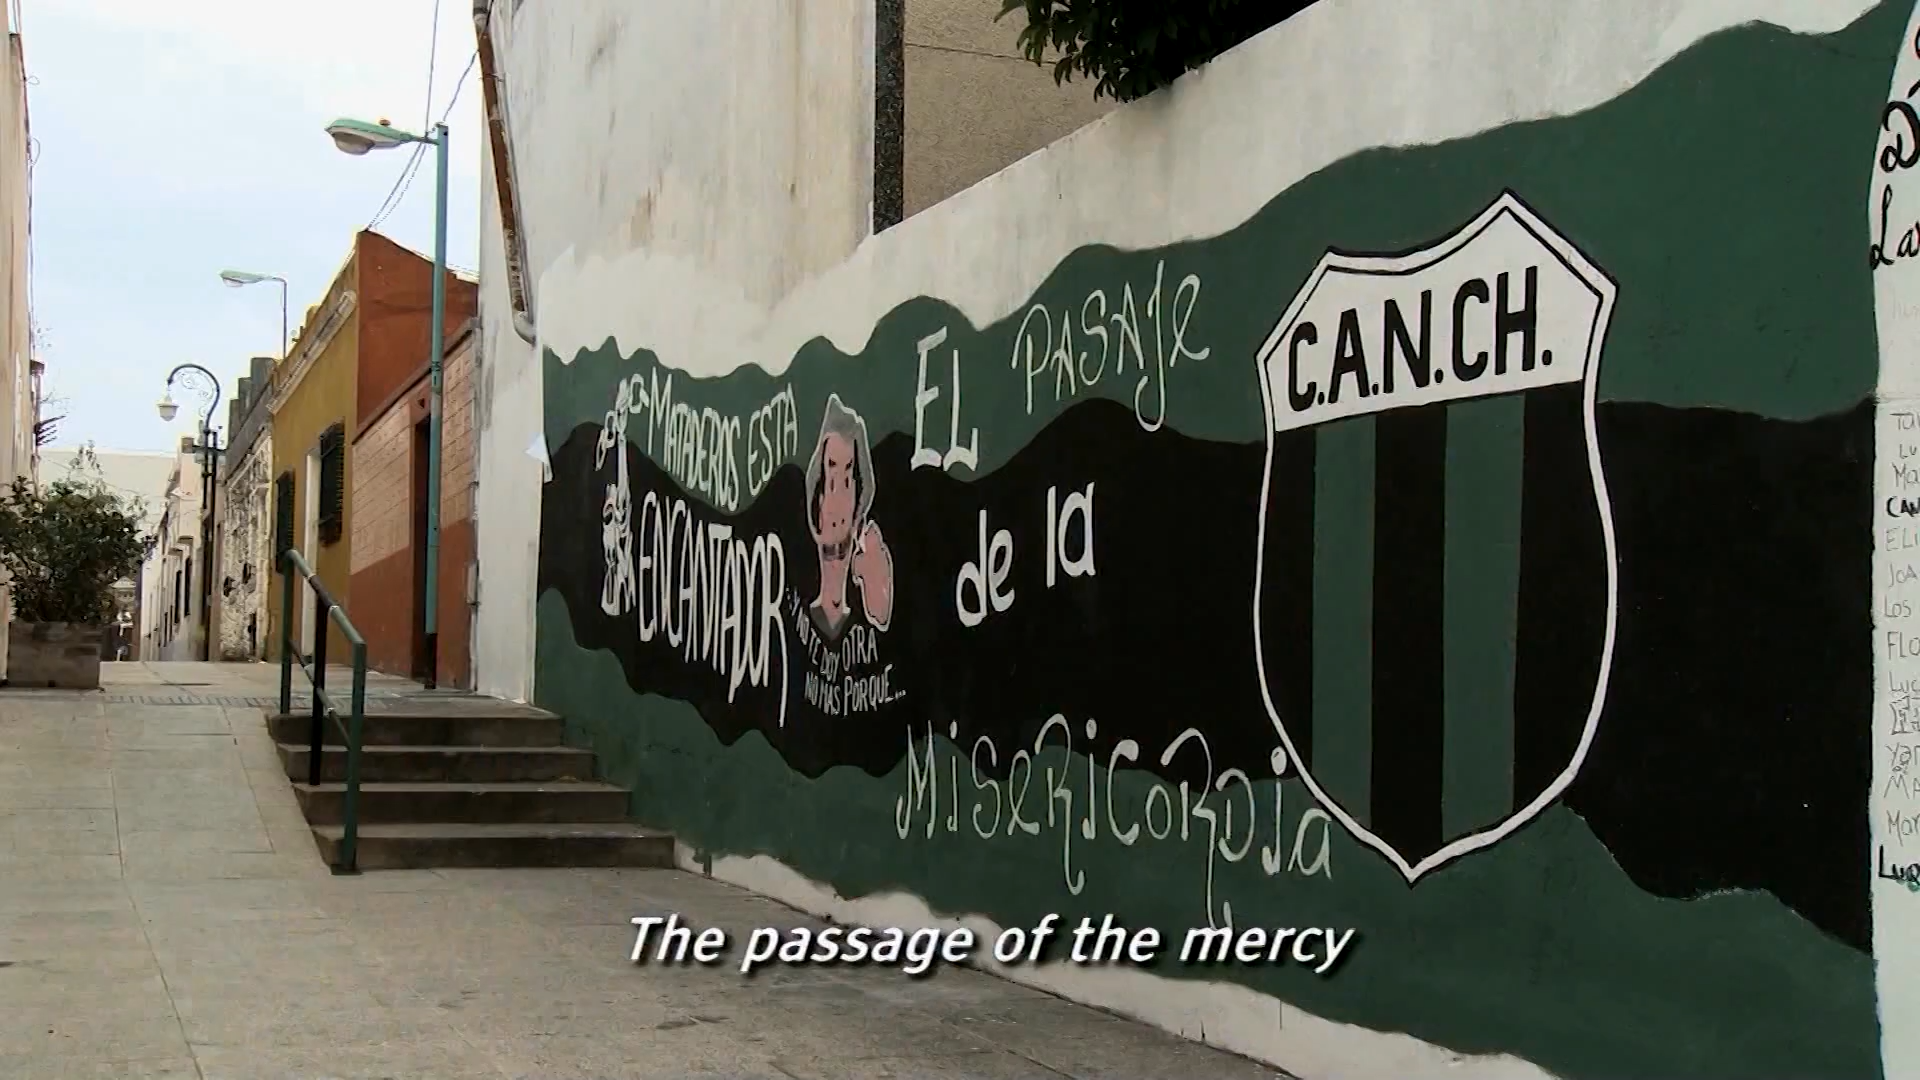 MATADEROS ESTA
ENCANTADOR
Y NO TE DOY OTRA
NO MAS PORQUE...
EL PASAJE
de la
MiSeRiCoRDia
C.A.N.CH.
The passage of the mercy